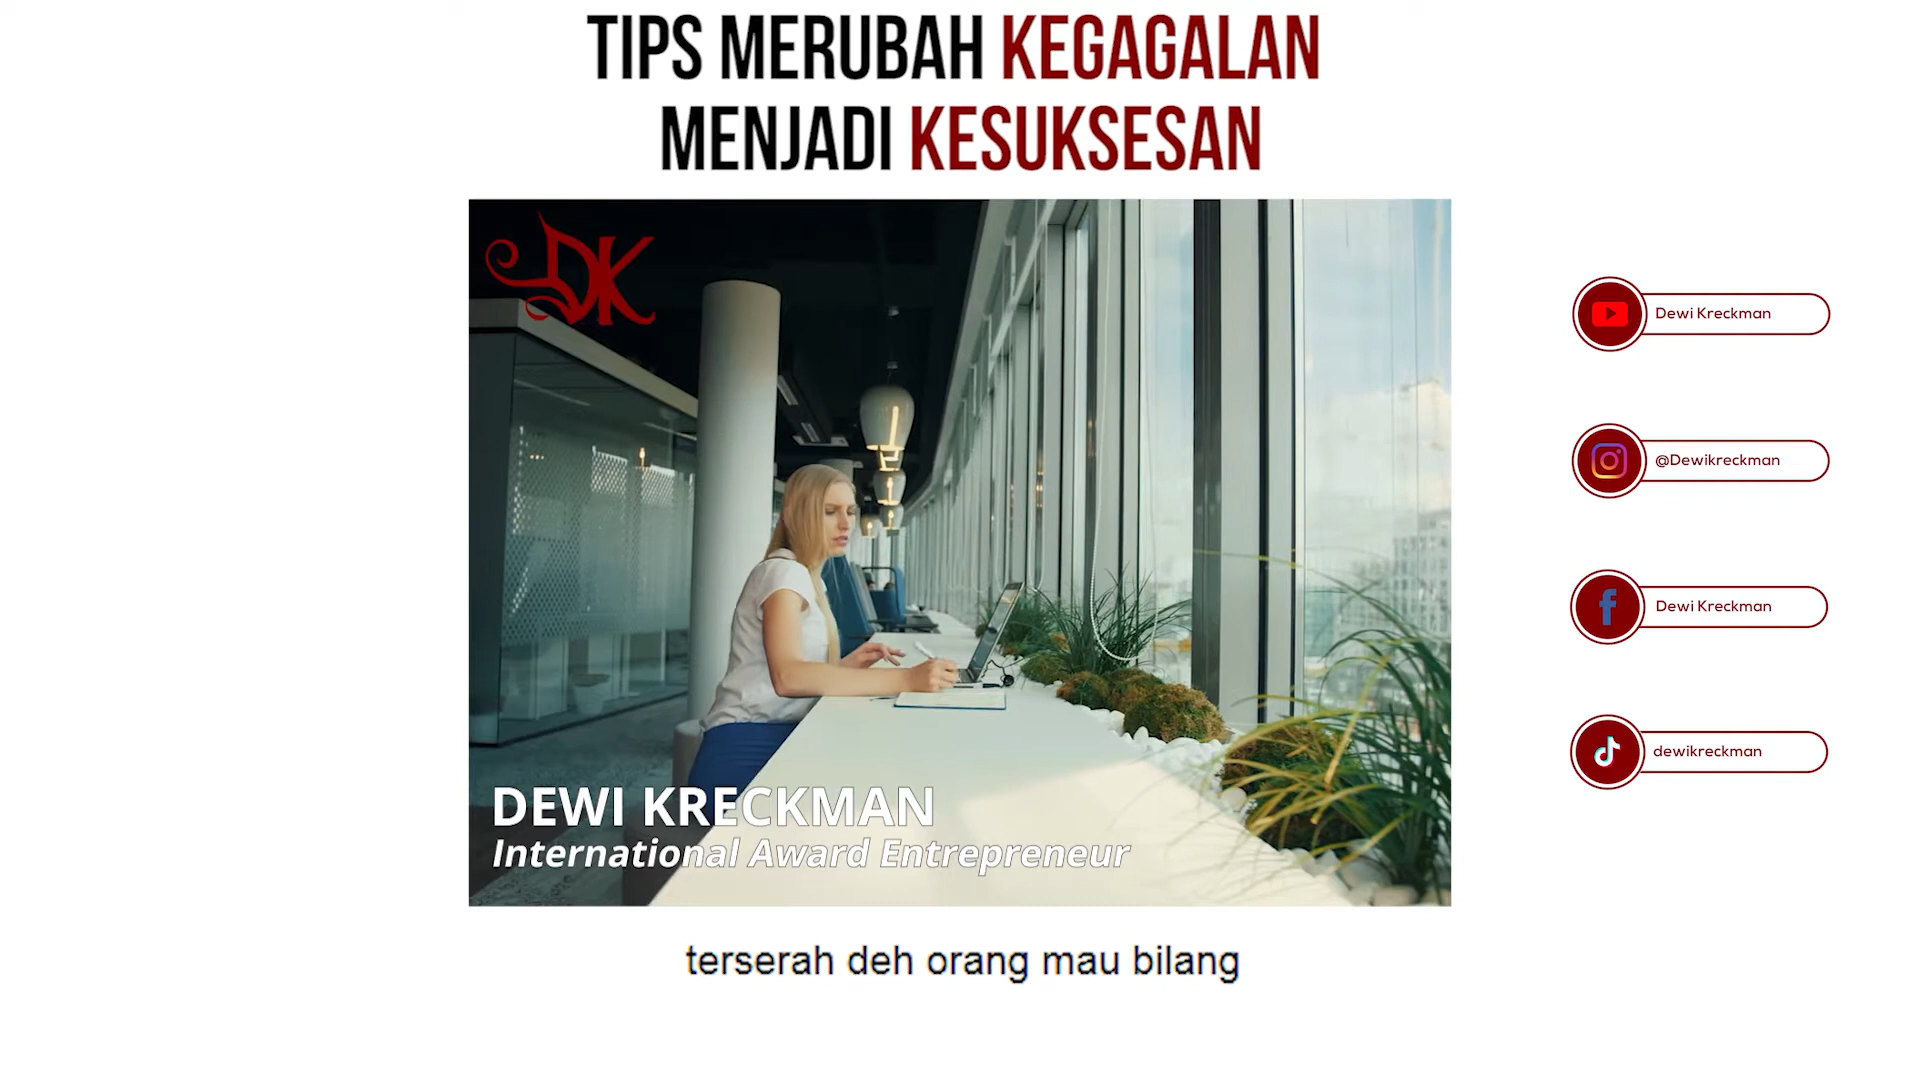 TIPS MERUBAH KEGAGALAN
MENJADI KESUKSESAN
DK
Dewi Kreckman
@Dewikreckman
Dewi Kreckman
dewikreckman
DEWI KRECKMAN
International Award Entrepreneur
terserah deh orang mau bilang